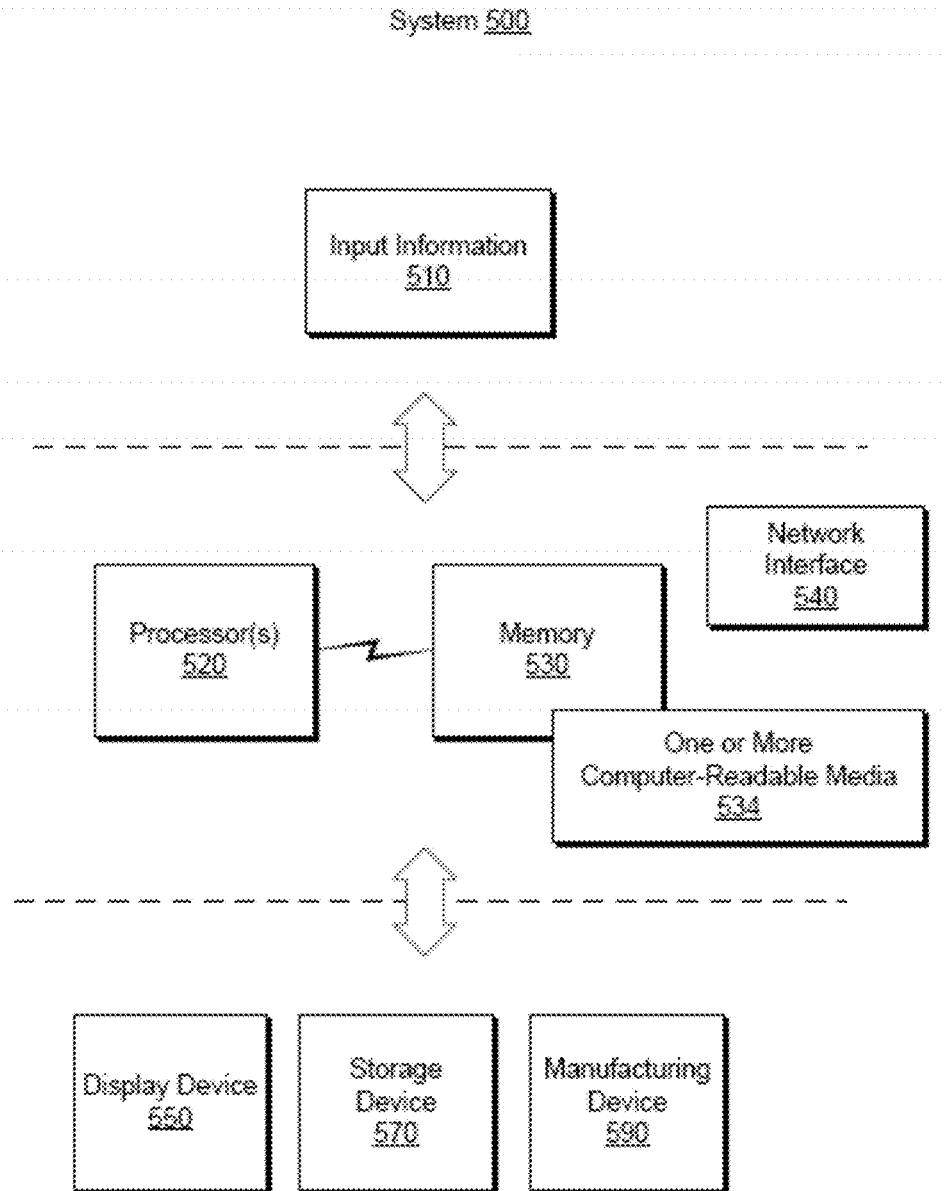 System 500
Input Information
510
Network
Interface
540
Processor(s)
520
Memory
530
One or More
Computer-Readable Media
534
Display Device
550
Storage
Device
570
Manufacturing
Device
590